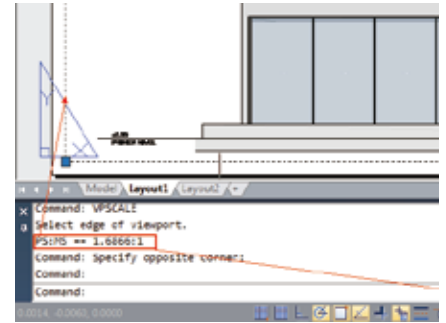 Model Layout1 Layout2 +
Command: VPSCALE
Select edge of viewport.
PS:MS == 1.6866:1
Command: Specify opposite corner:
Command:
Command:
0.0014, -0.0060, 0.0000